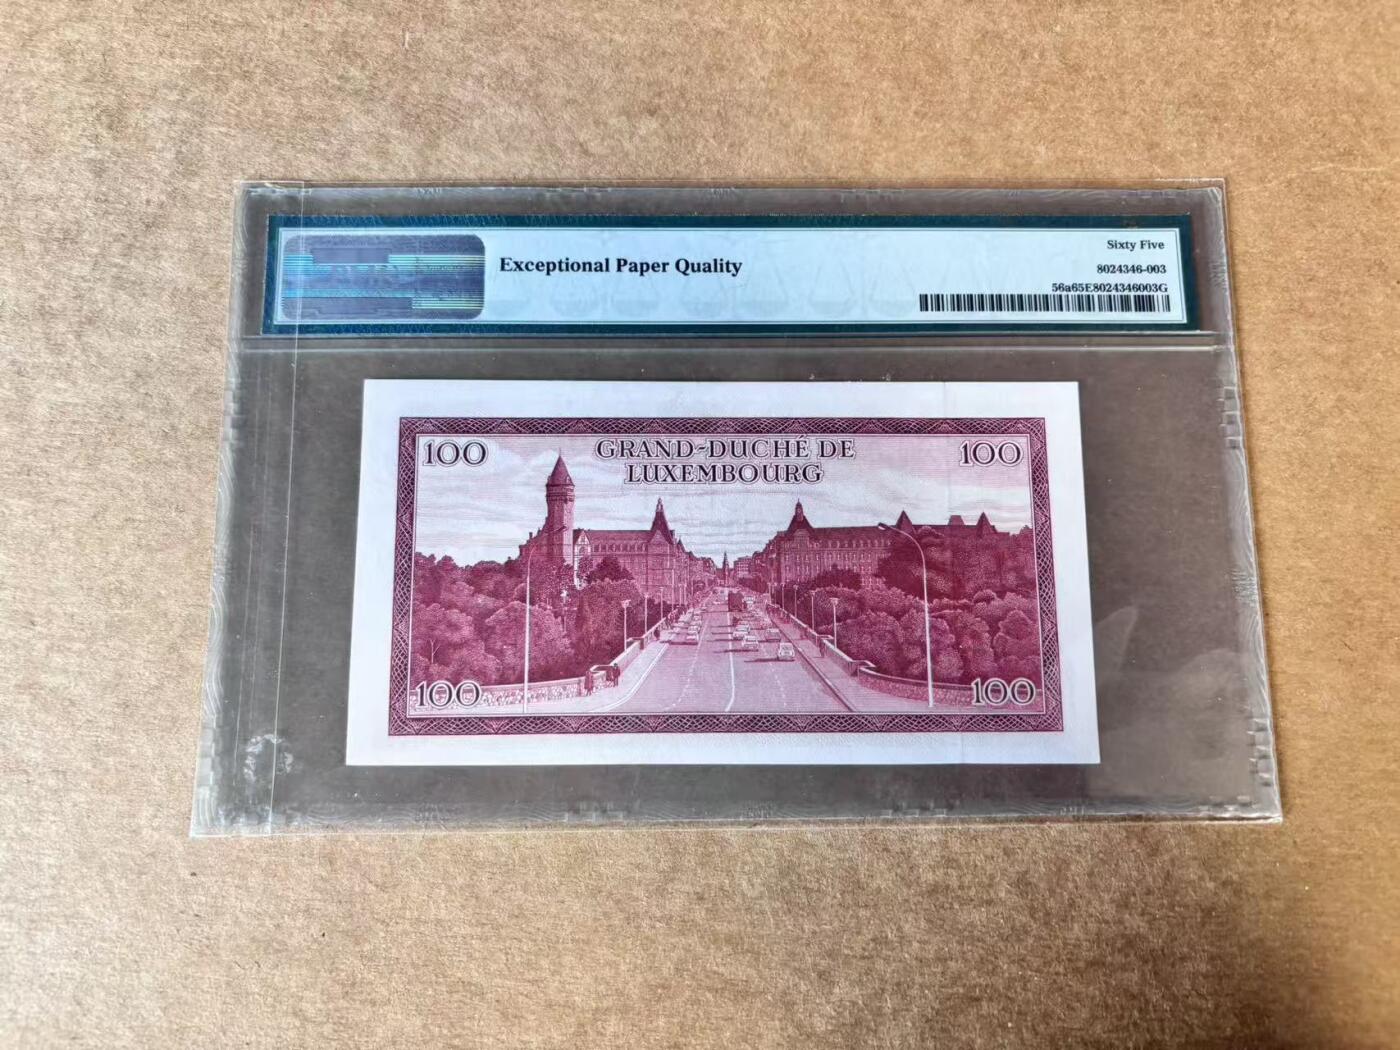 Exceptional Paper Quality
Sixty Five
8024346-003
56a65E8024346003G
100
GRAND-DUCHÉ DE
LUXEMBOURG
100
100
100